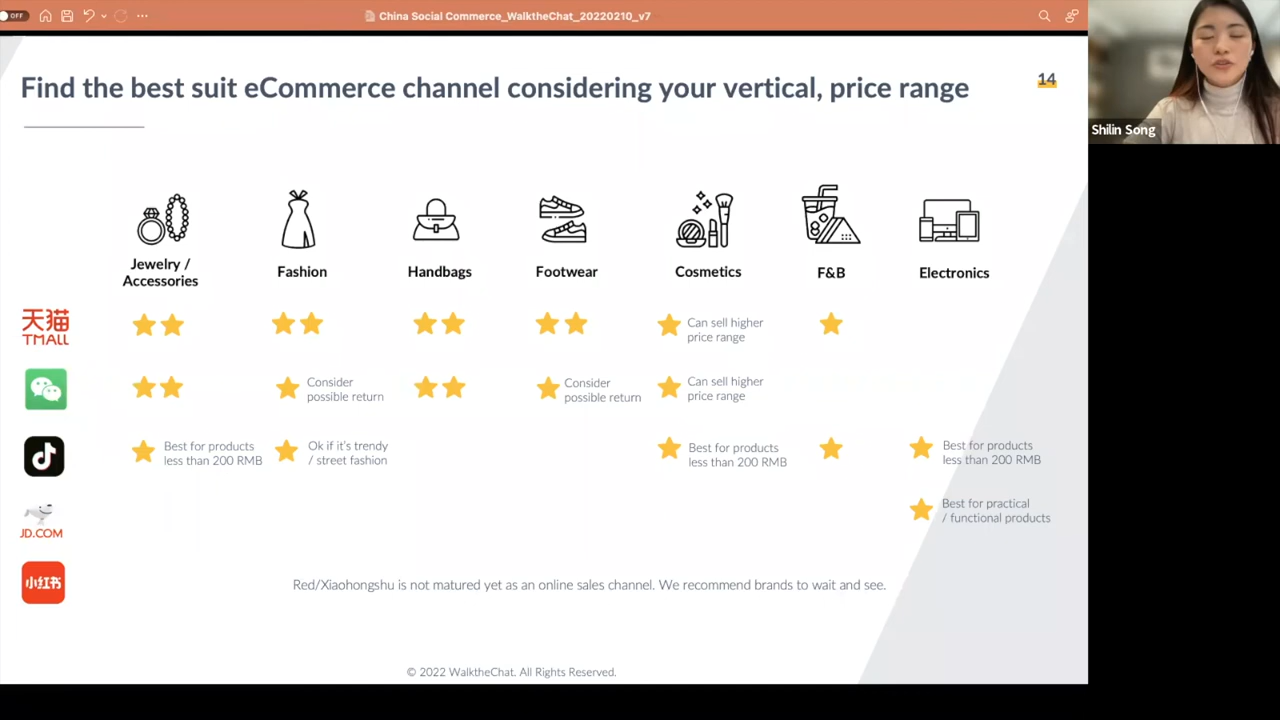 OFF
China Social Commerce_WalktheChat_20220210_v7
Find the best suit eCommerce channel considering your vertical, price range
14
Shilin Song
Jewelry /
Accessories
Fashion
Handbags
Footwear
Cosmetics
F&B
Electronics
天猫
TMALL
Can sell higher
price range
Consider
possible return
Consider
possible return
Can sell higher
price range
Best for products
less than 200 RMB
Ok if it's trendy
/ street fashion
Best for products
less than 200 RMB
Best for products
less than 200 RMB
JD.COM
Best for practical
/ functional products
小红书
Red/Xiaohongshu is not matured yet as an online sales channel. We recommend brands to wait and see.
© 2022 WalktheChat. All Rights Reserved.